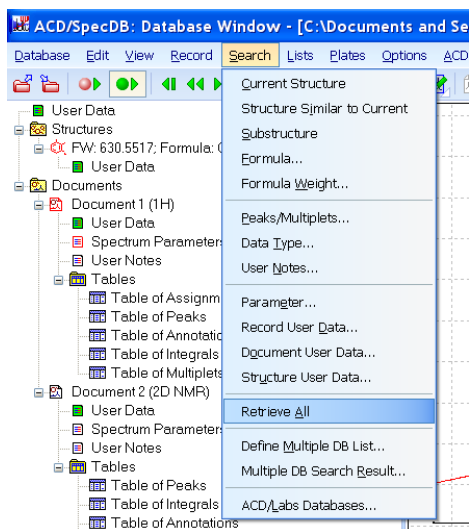 ACD/SpecDB: Database Window - [C:\Documents and Se
Database Edit View Record Search Lists Plates Options ACD
User Data
Structures
FW: 630.5517; Formula: C
User Data
Documents
Document 1 (1H)
User Data
Spectrum Parameters
User Notes
Tables
Table of Assignm
Table of Peaks
Table of Annotatio
Table of Integrals
Table of Multiplets
Document 2 (2D NMR)
User Data
Spectrum Parameters
User Notes
Tables
Table of Peaks
Table of Integrals
Table of Annotations
Current Structure
Structure Similar to Current
Substructure
Formula...
Formula Weight...
Peaks/Multiplets...
Data Type...
User Notes...
Parameter...
Record User Data...
Document User Data...
Structure User Data...
Retrieve All
Define Multiple DB List...
Multiple DB Search Result...
ACD/Labs Databases...